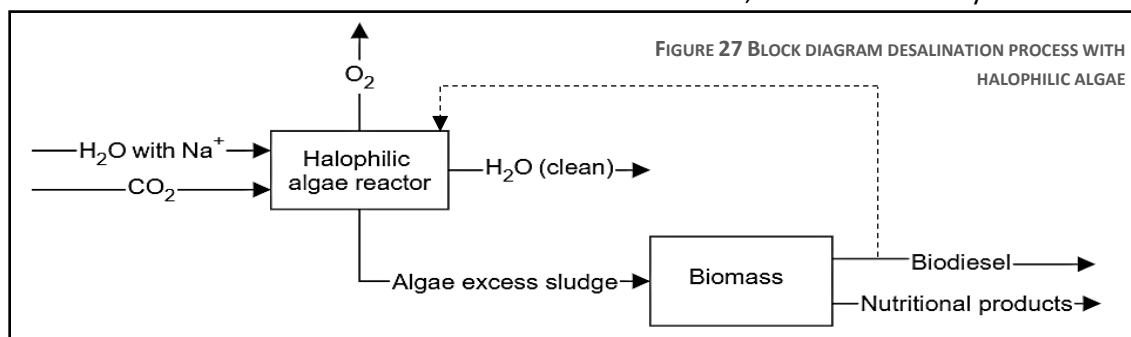 FIGURE 27 BLOCK DIAGRAM DESALINATION PROCESS WITH
HALOPHILIC ALGAE
O₂
H₂O with Na⁺
CO₂
Halophilic
algae reactor
H₂O (clean)
Algae excess sludge
Biomass
Biodiesel
Nutritional products